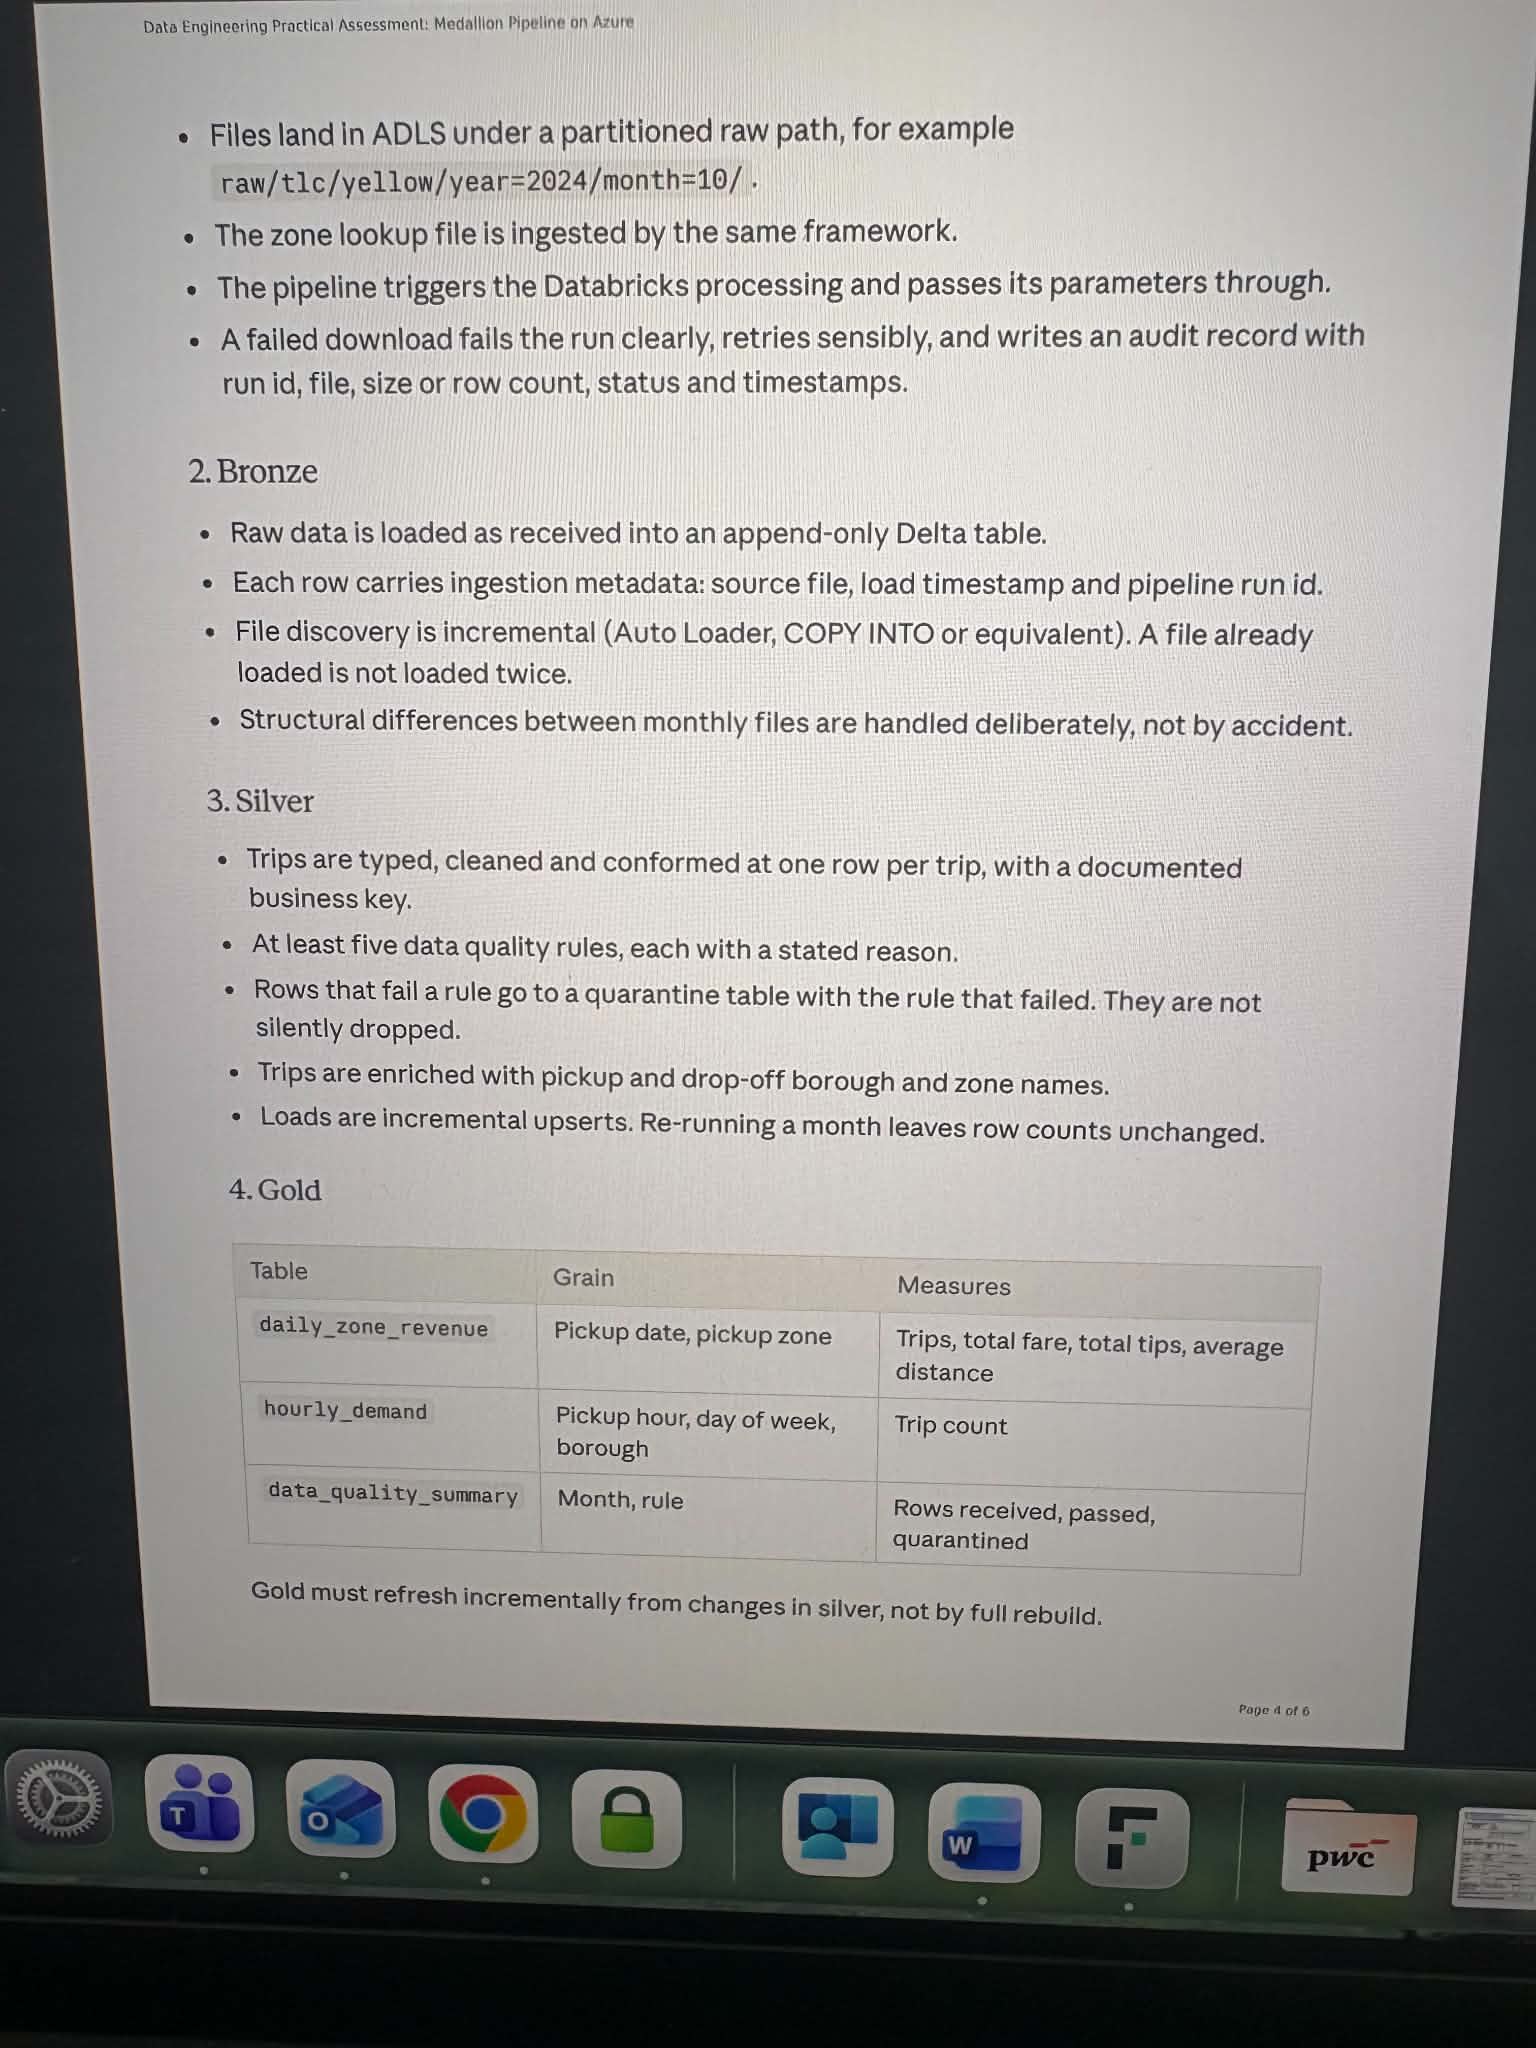 Data Engineering Practical Assessment: Medallion Pipeline on Azure
• Files land in ADLS under a partitioned raw path, for example
raw/tlc/yellow/year=2024/month=10/ .
• The zone lookup file is ingested by the same framework.
• The pipeline triggers the Databricks processing and passes its parameters through.
• A failed download fails the run clearly, retries sensibly, and writes an audit record with
run id, file, size or row count, status and timestamps.
2. Bronze
• Raw data is loaded as received into an append-only Delta table.
• Each row carries ingestion metadata: source file, load timestamp and pipeline run id.
• File discovery is incremental (Auto Loader, COPY INTO or equivalent). A file already
loaded is not loaded twice.
• Structural differences between monthly files are handled deliberately, not by accident.
3. Silver
• Trips are typed, cleaned and conformed at one row per trip, with a documented
business key.
• At least five data quality rules, each with a stated reason.
• Rows that fail a rule go to a quarantine table with the rule that failed. They are not
silently dropped.
• Trips are enriched with pickup and drop-off borough and zone names.
• Loads are incremental upserts. Re-running a month leaves row counts unchanged.
4. Gold
Table Grain Measures
daily_zone_revenue Pickup date, pickup zone Trips, total fare, total tips, average
distance
hourly_demand Pickup hour, day of week, Trip count
borough
data_quality_summary Month, rule Rows received, passed,
quarantined
Gold must refresh incrementally from changes in silver, not by full rebuild.
Page 4 of 6
T
O
W
pwc